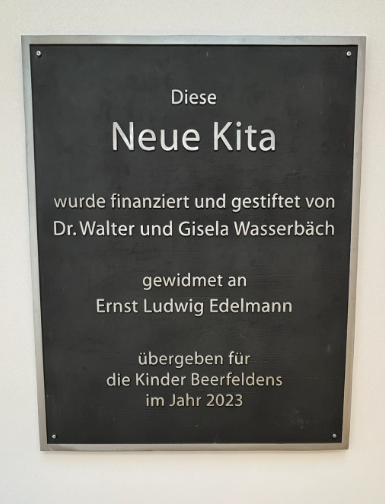 Diese
Neue Kita
wurde finanziert und gestiftet von
Dr. Walter und Gisela Wasserbäch
gewidmet an
Ernst Ludwig Edelmann
übergeben für
die Kinder Beerfeldens
im Jahr 2023